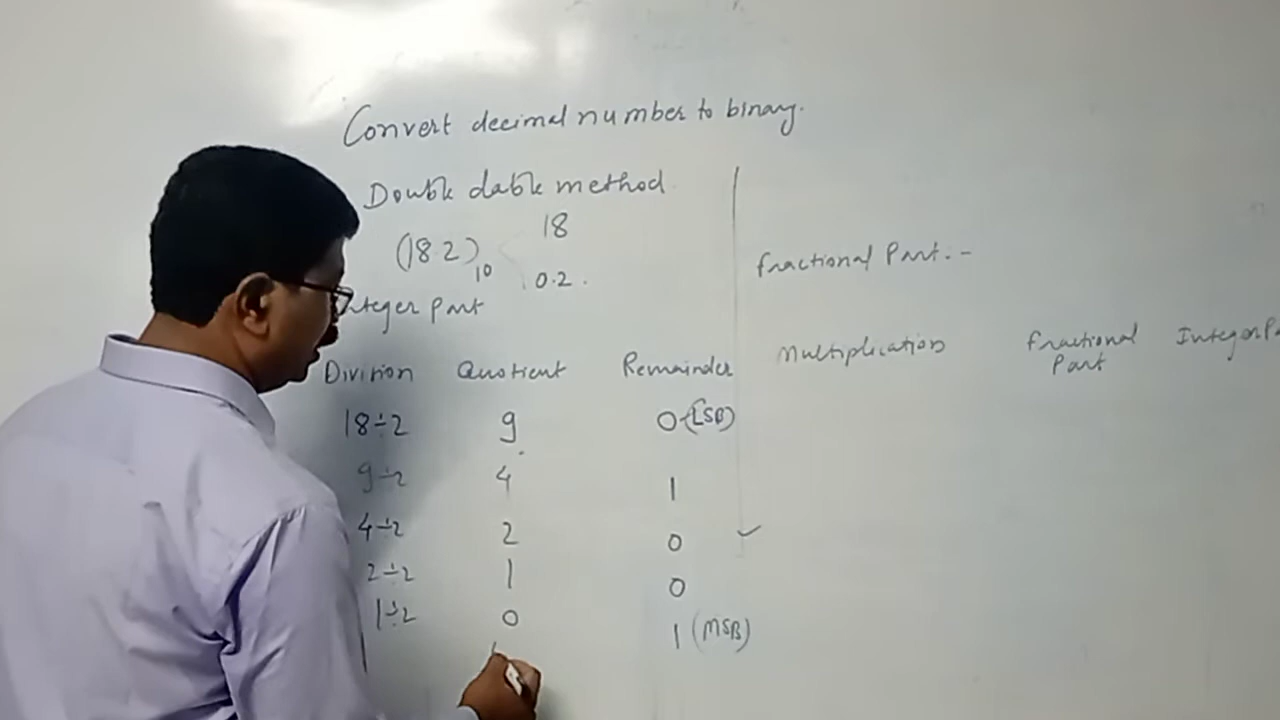 Convert decimal number to binary.
Double dable method
(18.2)10 18
0.2.
Integer Part
Division Quotient Remainder
18÷2 9 0(LSB)
9÷2 4 1
4÷2 2 0
2÷2 1 0
1÷2 0 1(MSB)
Fractional Part.-
Multiplication Fractional Part